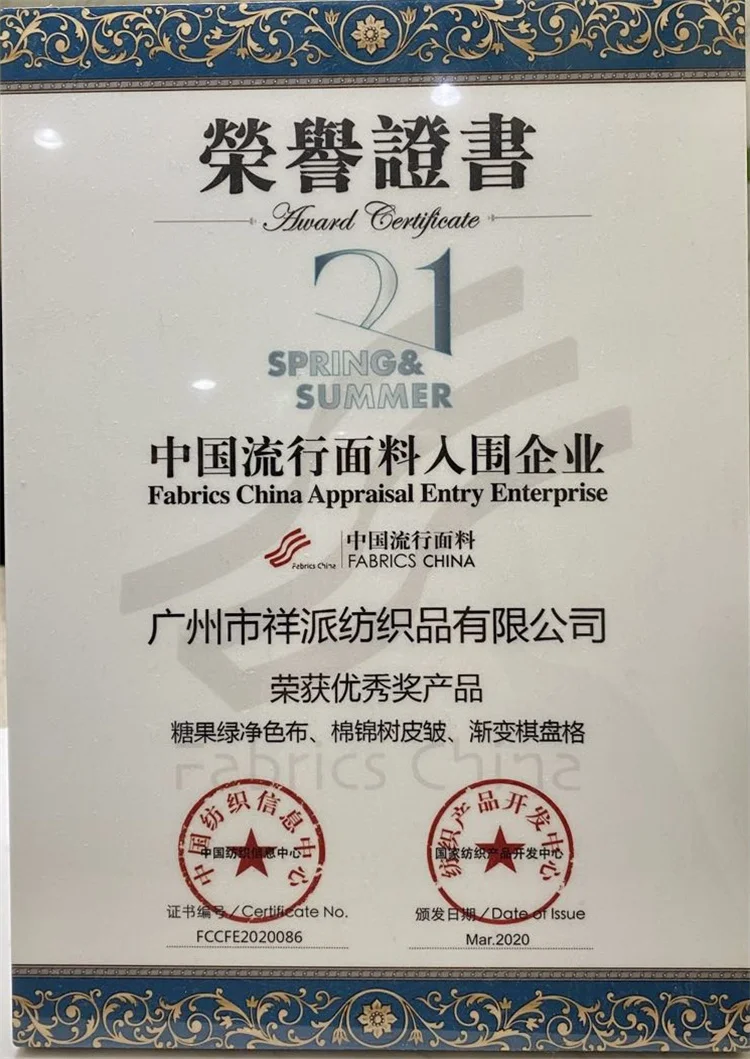 榮譽證書
Award Certificate
21
SPRING&
SUMMER
中国流行面料入围企业
Fabrics China Appraisal Entry Enterprise
Fabrics China
中国流行面料
FABRICS CHINA
广州市祥派纺织品有限公司
荣获优秀奖产品
糖果绿净色布、棉锦树皮皱、渐变棋盘格
Fabrics China
中国纺织信息中心
中国纺织信息中心
纺织产品开发中心
国家纺织产品开发中心
证书编号/Certificate No.
FCCFE2020086
颁发日期/Date of Issue
Mar.2020